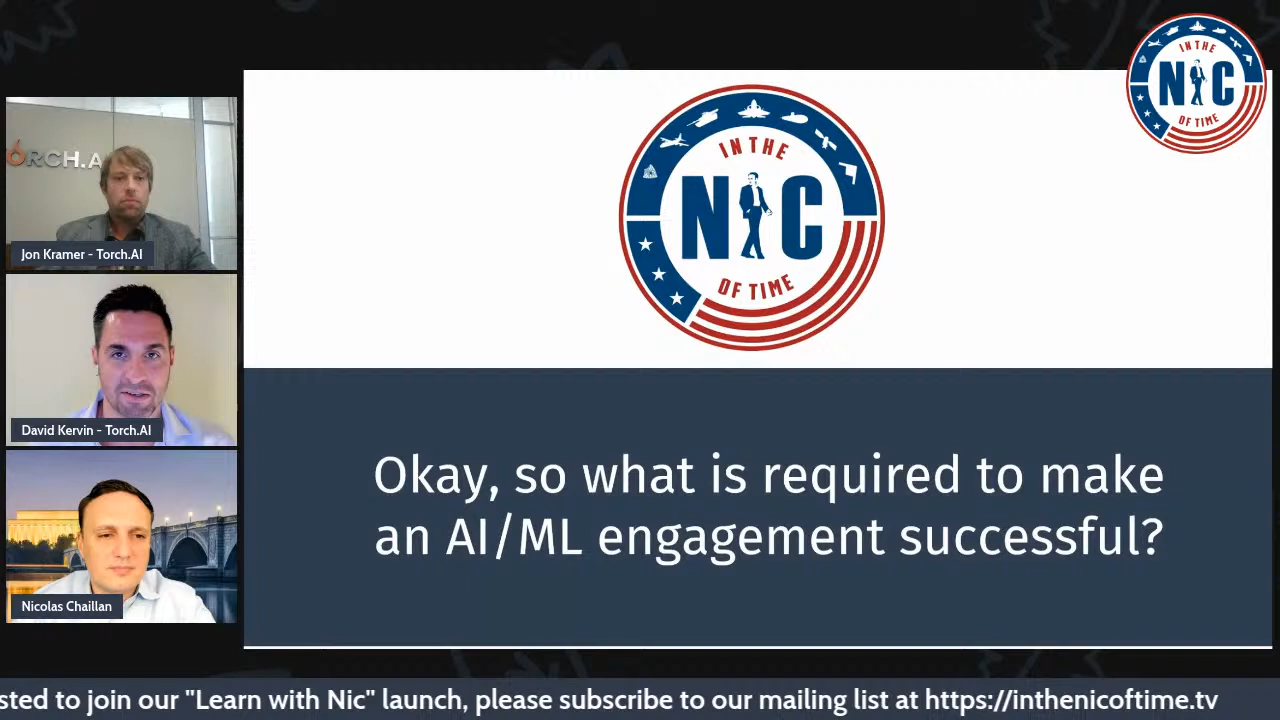 ORCH.A
Jon Kramer - Torch.AI
David Kervin - Torch.AI
Nicolas Chaillan
IN THE
NIC
OF TIME
IN THE
NIC
OF TIME
Okay, so what is required to make
an AI/ML engagement successful?
sted to join our "Learn with Nic" launch, please subscribe to our mailing list at https://inthenicoftime.tv